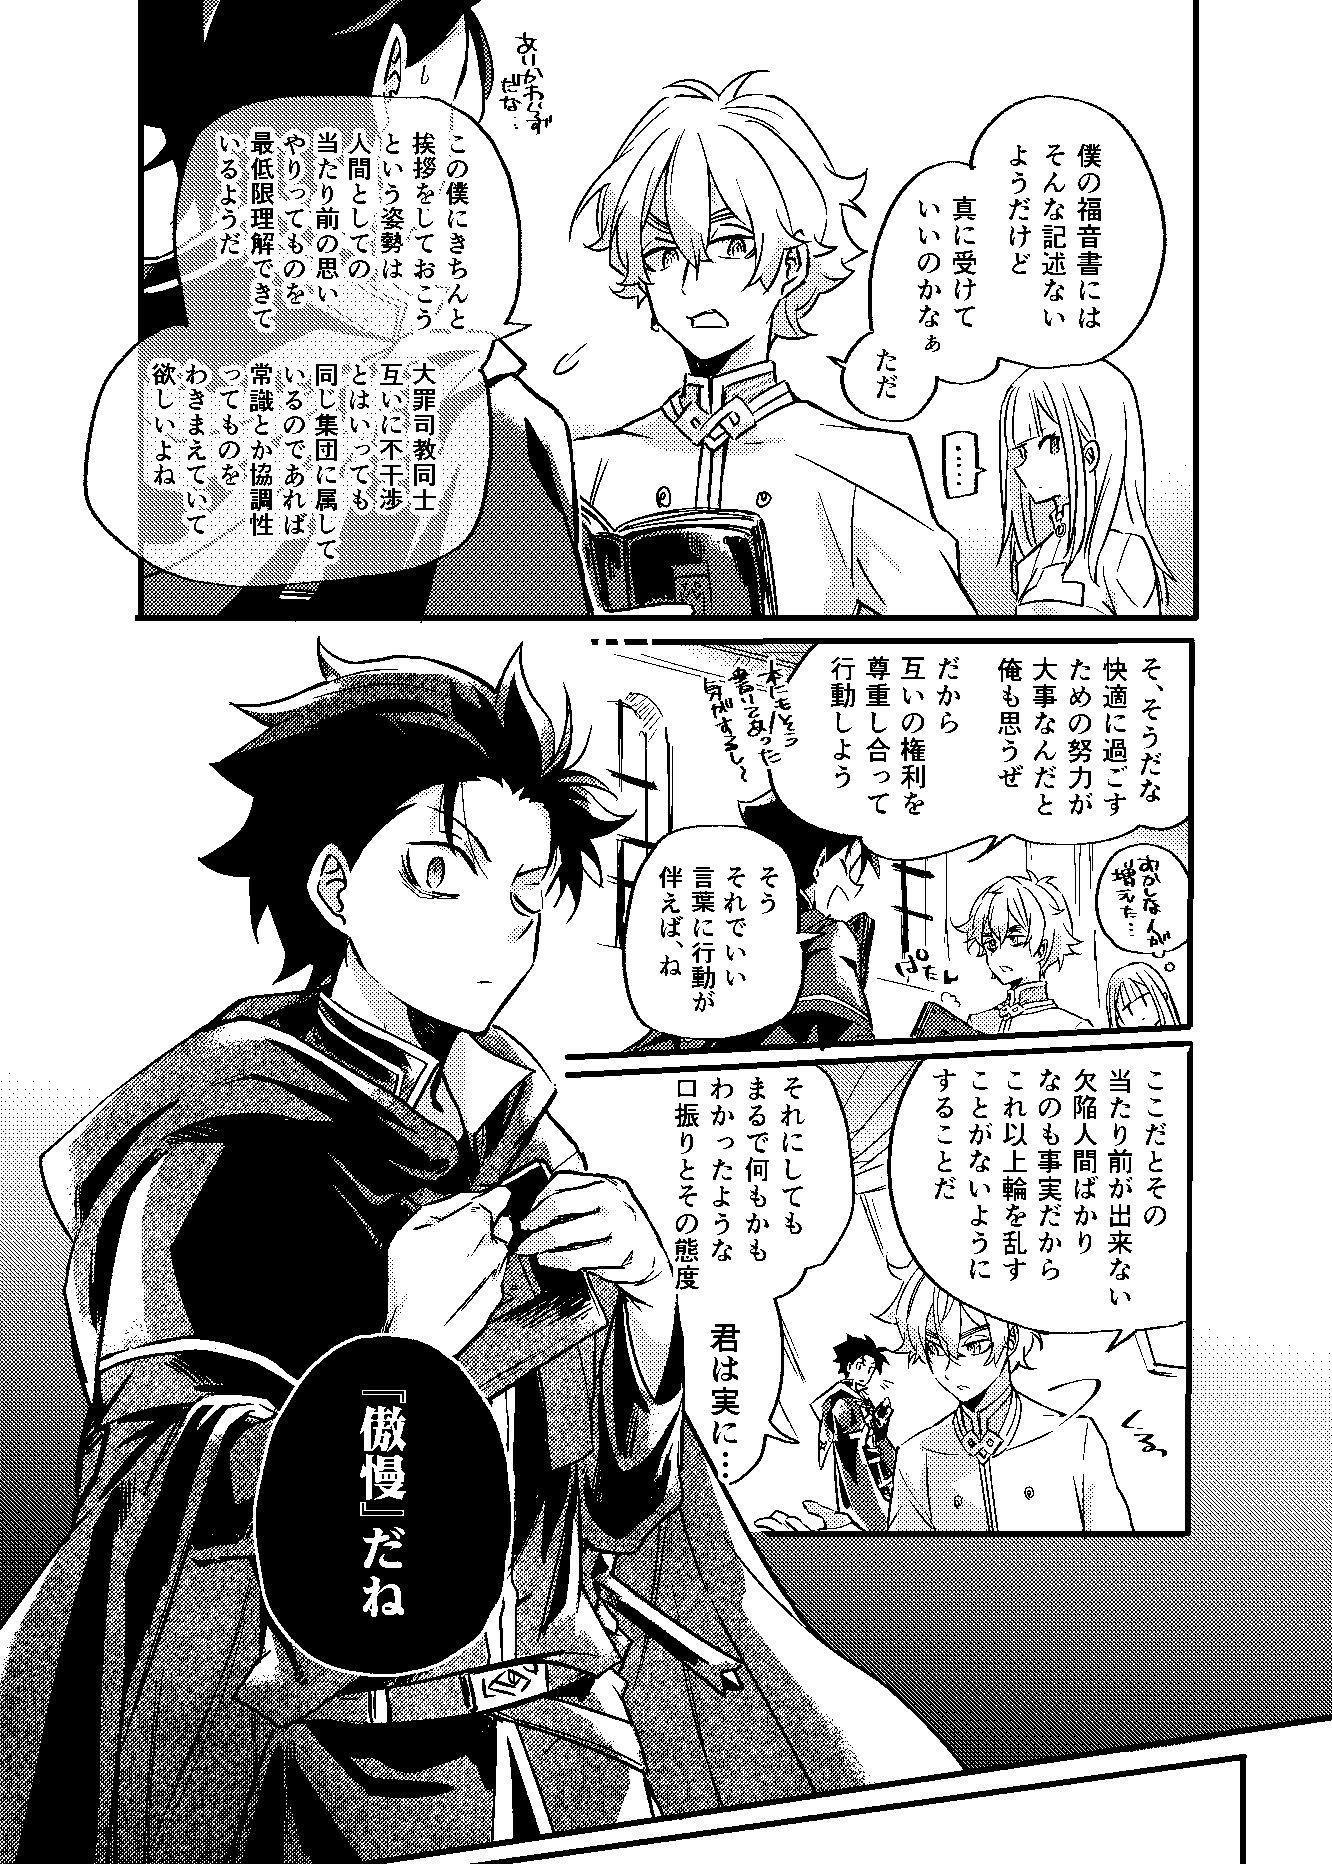 僕の福音書には
そんな記述ない
ようだけど
真に受けて
いいのかなぁ
ただ
‥‥‥
あいかわらず
だな…
この僕にきちんと
挨拶をしておこう
という姿勢は
人間としての
当たり前の思い
やりってものを
最低限理解できて
いるようだ
大罪司教同士
互いに不干渉
とはいっても
同じ集団に属して
いるのであれば
常識とか協調性
ってものを
わきまえていて
欲しいよね
そ、そうだな
快適に過ごす
ための努力が
大事なんだと
俺も思うぜ
だから
互いの権利を
尊重し合って
行動しよう
本にもそう
書いてあった
気がするし〜
おかしな人が
増えた…
ぱたん
そう
それでいい
言葉に行動が
伴えば、ね
ここだとその
当たり前が出来ない
欠陥人間ばかり
なのも事実だから
これ以上輪を乱す
ことがないように
することだ
くるっ
それにしても
まるで何もかも
わかったような
口振りとその態度
君は実に…
『傲慢』だね